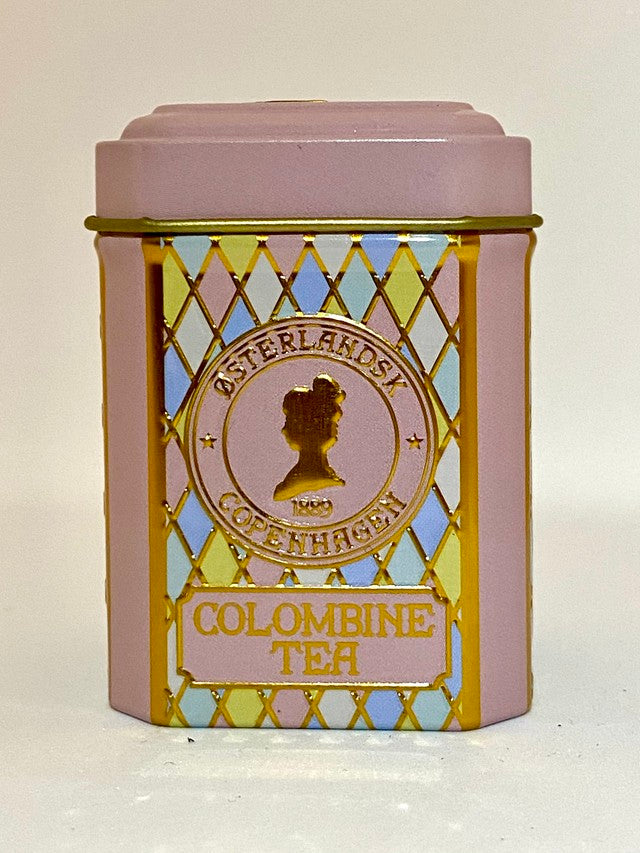 ØSTERLANDSK
1889
COPENHAGEN
COLOMBINE
TEA